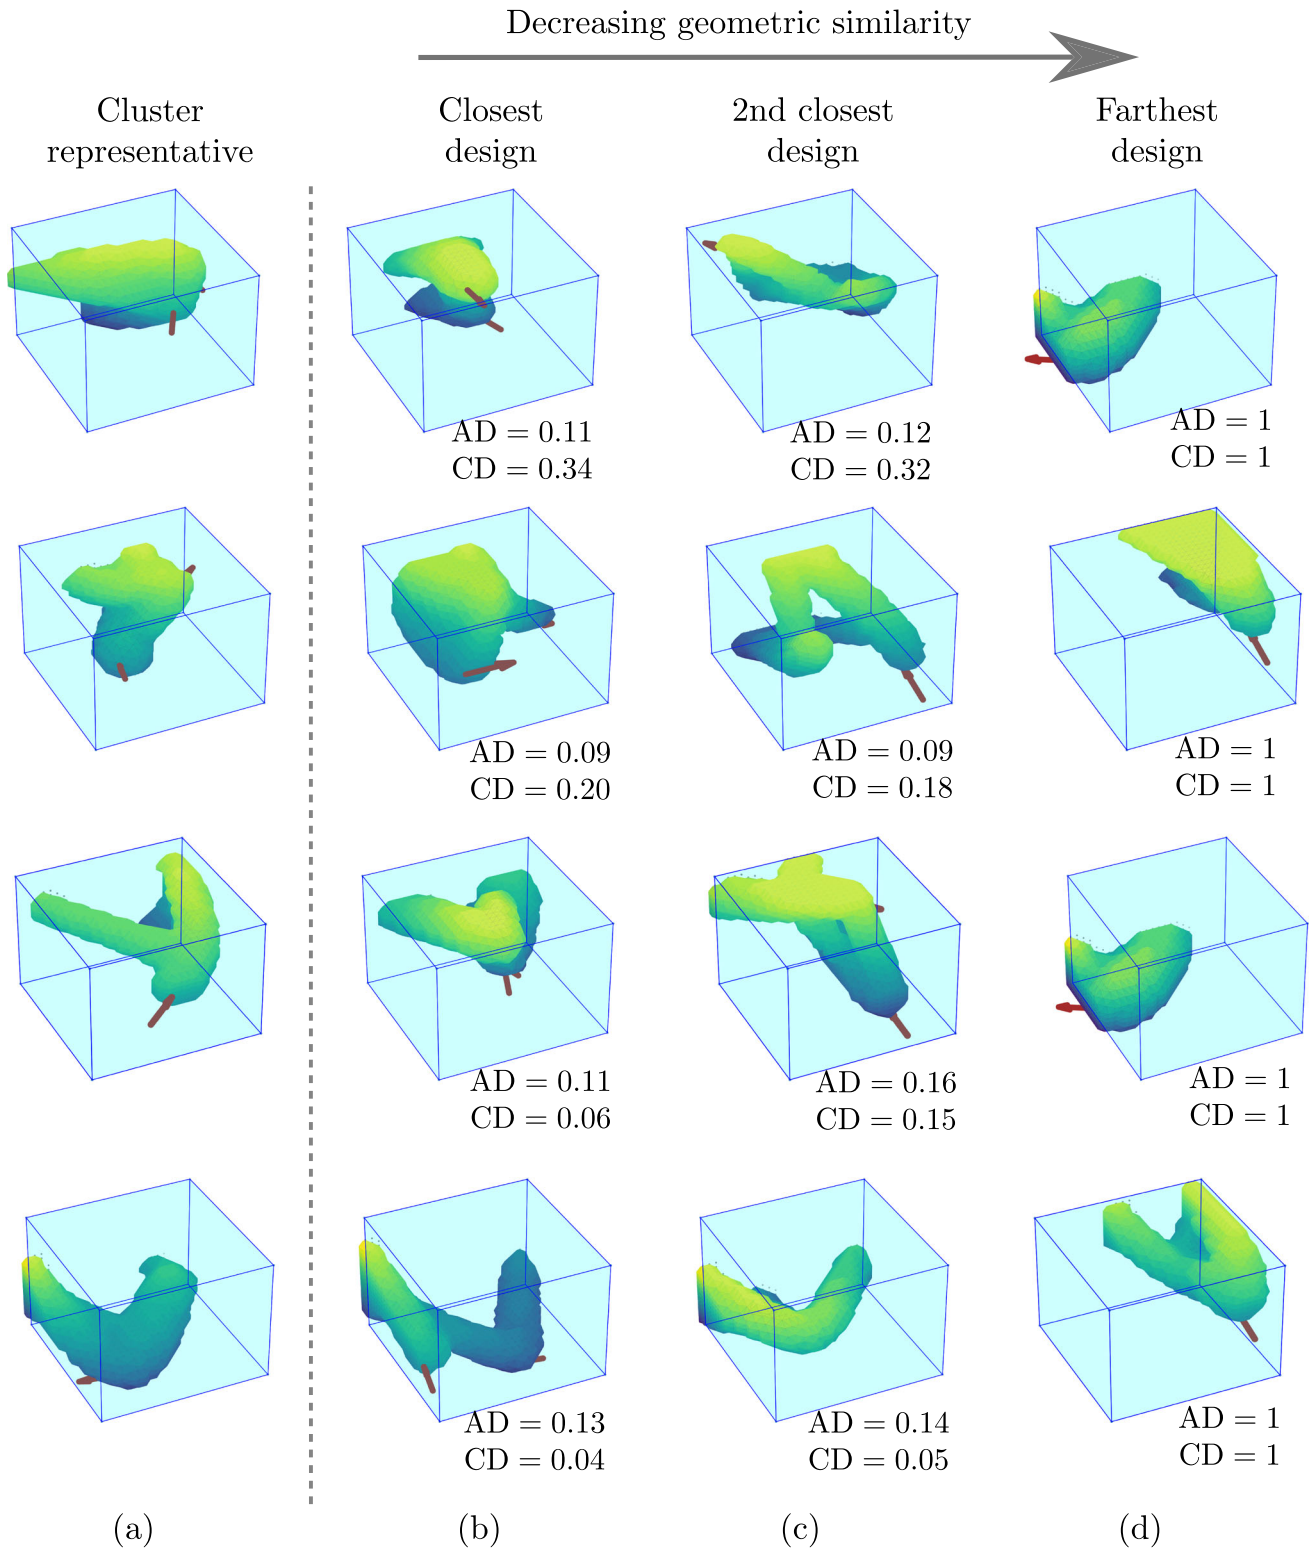 Decreasing geometric similarity
Cluster
representative
Closest
design
2nd closest
design
Farthest
design
AD = 0.11
CD = 0.34
AD = 0.12
CD = 0.32
AD = 1
CD = 1
AD = 0.09
CD = 0.20
AD = 0.09
CD = 0.18
AD = 1
CD = 1
AD = 0.11
CD = 0.06
AD = 0.16
CD = 0.15
AD = 1
CD = 1
AD = 0.13
CD = 0.04
AD = 0.14
CD = 0.05
AD = 1
CD = 1
(a)
(b)
(c)
(d)